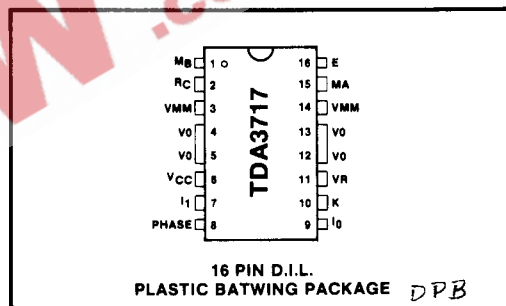 W .c
MB 1 16 E
RC 2 15 MA
VMM 3 14 VMM
V0 4 13 V0
V0 5 12 V0
VCC 6 11 VR
I1 7 10 K
PHASE 8 9 I0
TDA3717
16 PIN D.I.L.
PLASTIC BATWING PACKAGE DPB